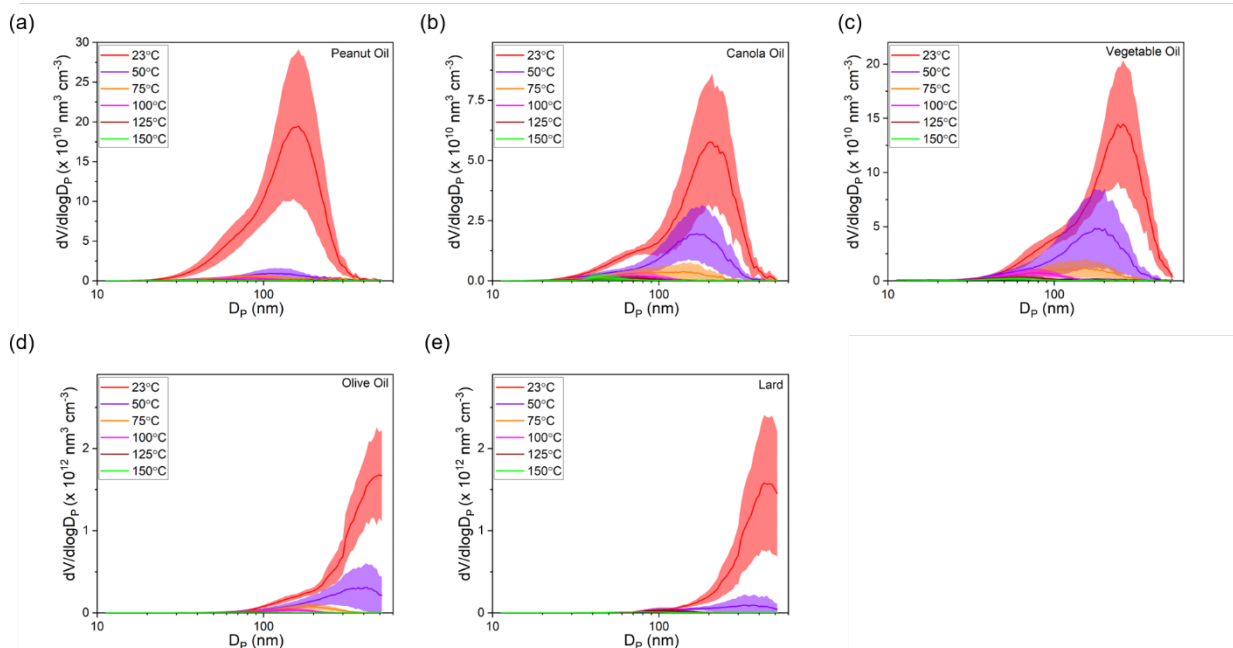 (a)
Peanut Oil
23°C
50°C
75°C
100°C
125°C
150°C
30
25
20
15
10
5
0
10
100
dV/dlogDP (x 10^10 nm^3 cm^-3)
DP (nm)
(b)
Canola Oil
23°C
50°C
75°C
100°C
125°C
150°C
7.5
5.0
2.5
0.0
10
100
dV/dlogDP (x 10^10 nm^3 cm^-3)
DP (nm)
(c)
Vegetable Oil
23°C
50°C
75°C
100°C
125°C
150°C
20
15
10
5
0
10
100
dV/dlogDP (x 10^10 nm^3 cm^-3)
DP (nm)
(d)
Olive Oil
23°C
50°C
75°C
100°C
125°C
150°C
2
1
0
10
100
dV/dlogDP (x 10^12 nm^3 cm^-3)
DP (nm)
(e)
Lard
23°C
50°C
75°C
100°C
125°C
150°C
2
1
0
10
100
dV/dlogDP (x 10^12 nm^3 cm^-3)
DP (nm)